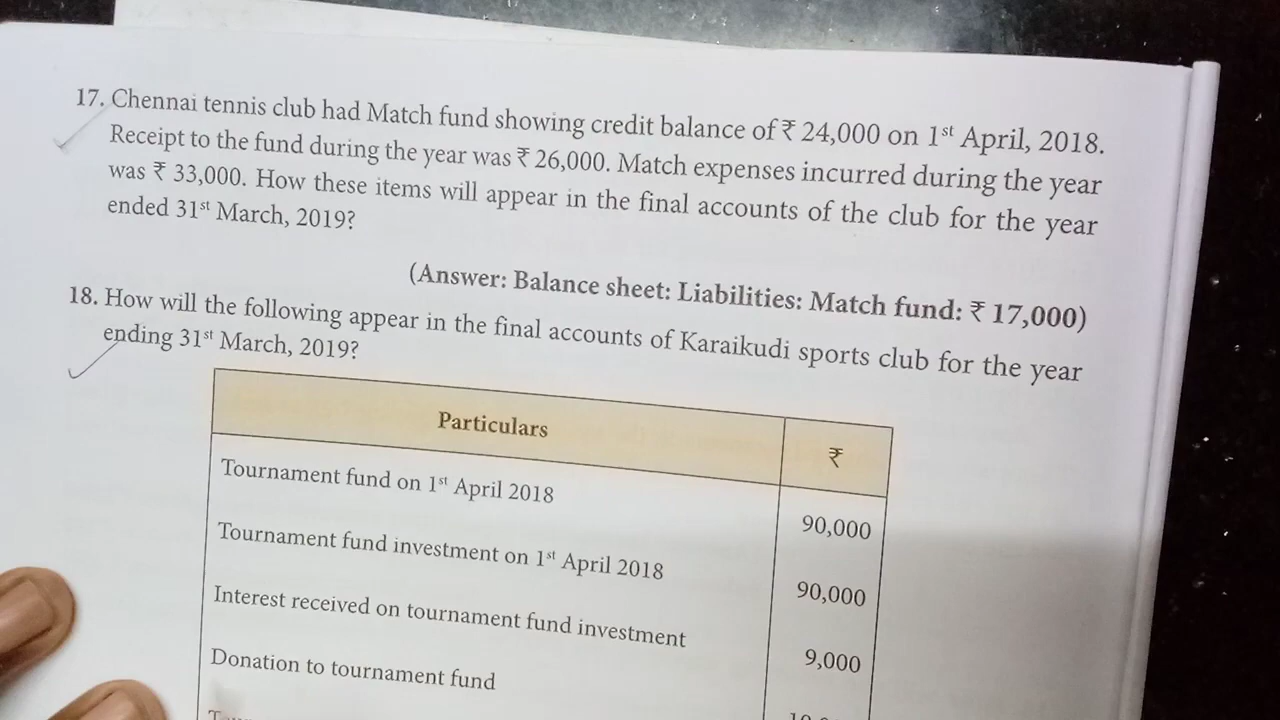 17. Chennai tennis club had Match fund showing credit balance of ₹ 24,000 on 1st April, 2018.
Receipt to the fund during the year was ₹ 26,000. Match expenses incurred during the year
was ₹ 33,000. How these items will appear in the final accounts of the club for the year
ended 31st March, 2019?
(Answer: Balance sheet: Liabilities: Match fund: ₹ 17,000)
18. How will the following appear in the final accounts of Karaikudi sports club for the year
ending 31st March, 2019?
Particulars ₹
Tournament fund on 1st April 2018 90,000
Tournament fund investment on 1st April 2018 90,000
Interest received on tournament fund investment 9,000
Donation to tournament fund